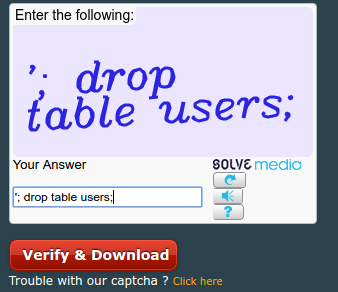 Enter the following:
'; drop
table users;
Your Answer
SOLVE media
'; drop table users;
?
Verify & Download
Trouble with our captcha ? Click here